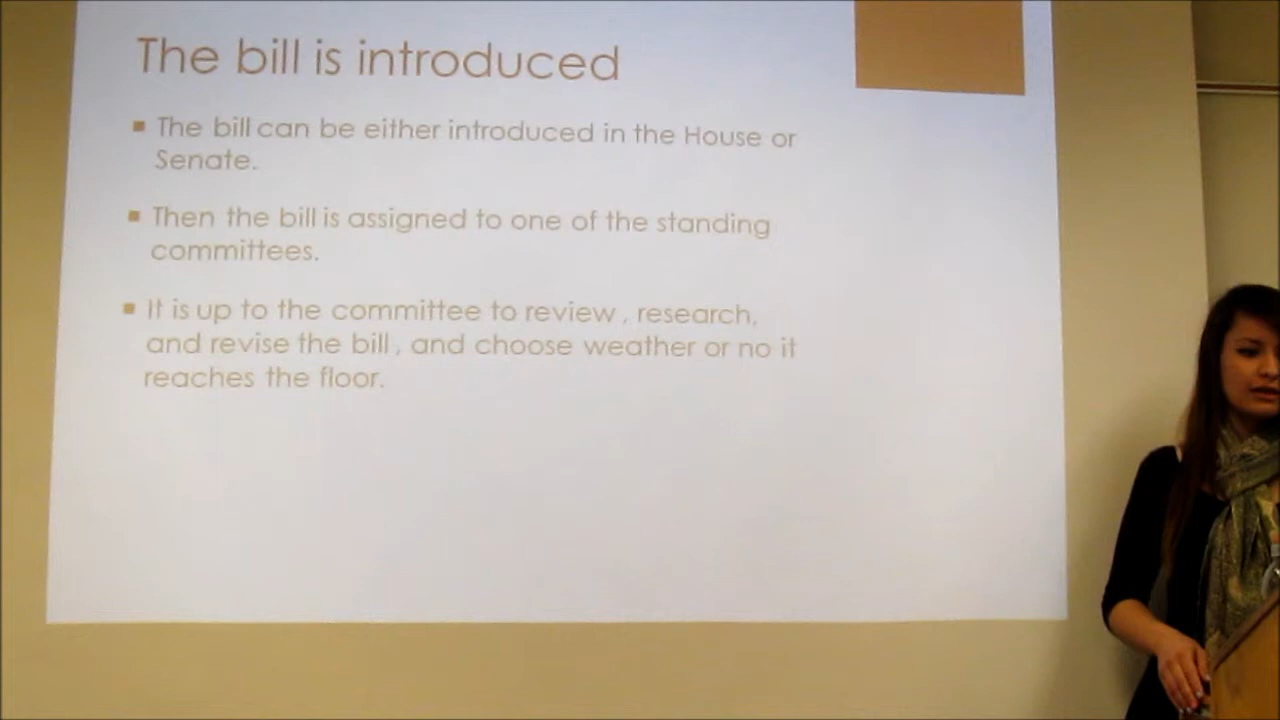 The bill is introduced
▪ The bill can be either introduced in the House or
Senate.
▪ Then the bill is assigned to one of the standing
committees.
▪ It is up to the committee to review , research,
and revise the bill , and choose weather or no it
reaches the floor.